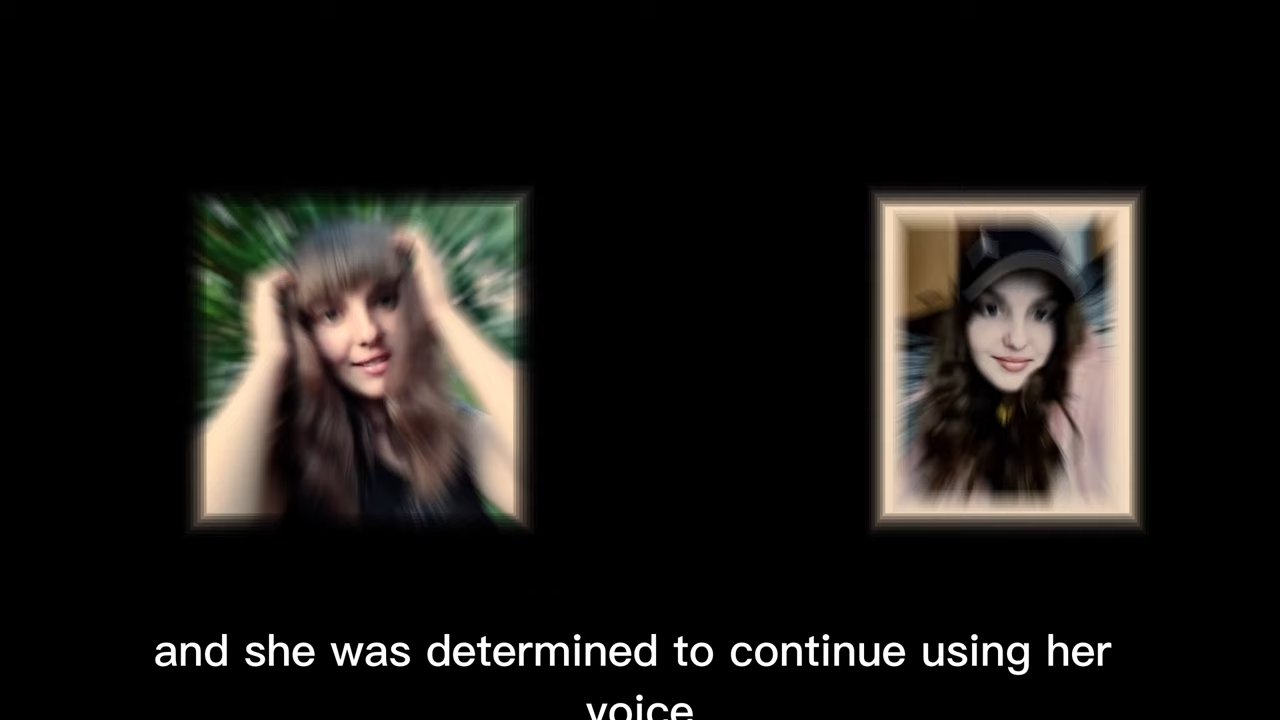 and she was determined to continue using her
voice